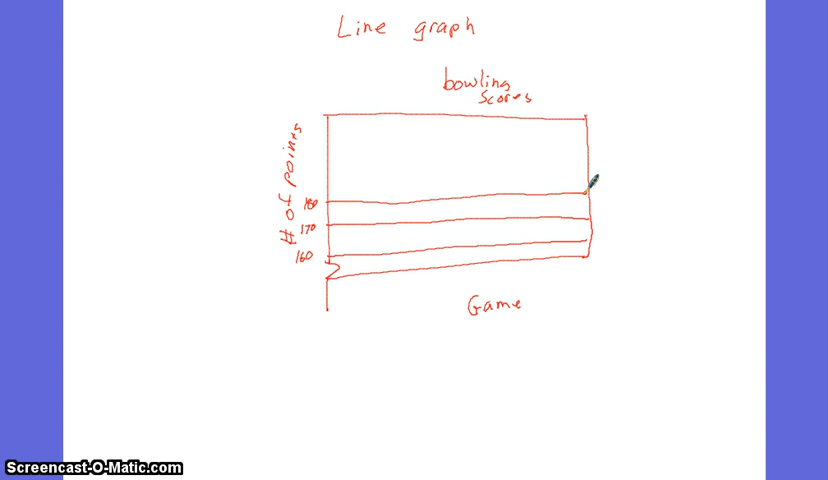 Line graph
bowling
scores
# of points
180
170
160
Game
Screencast-O-Matic.com